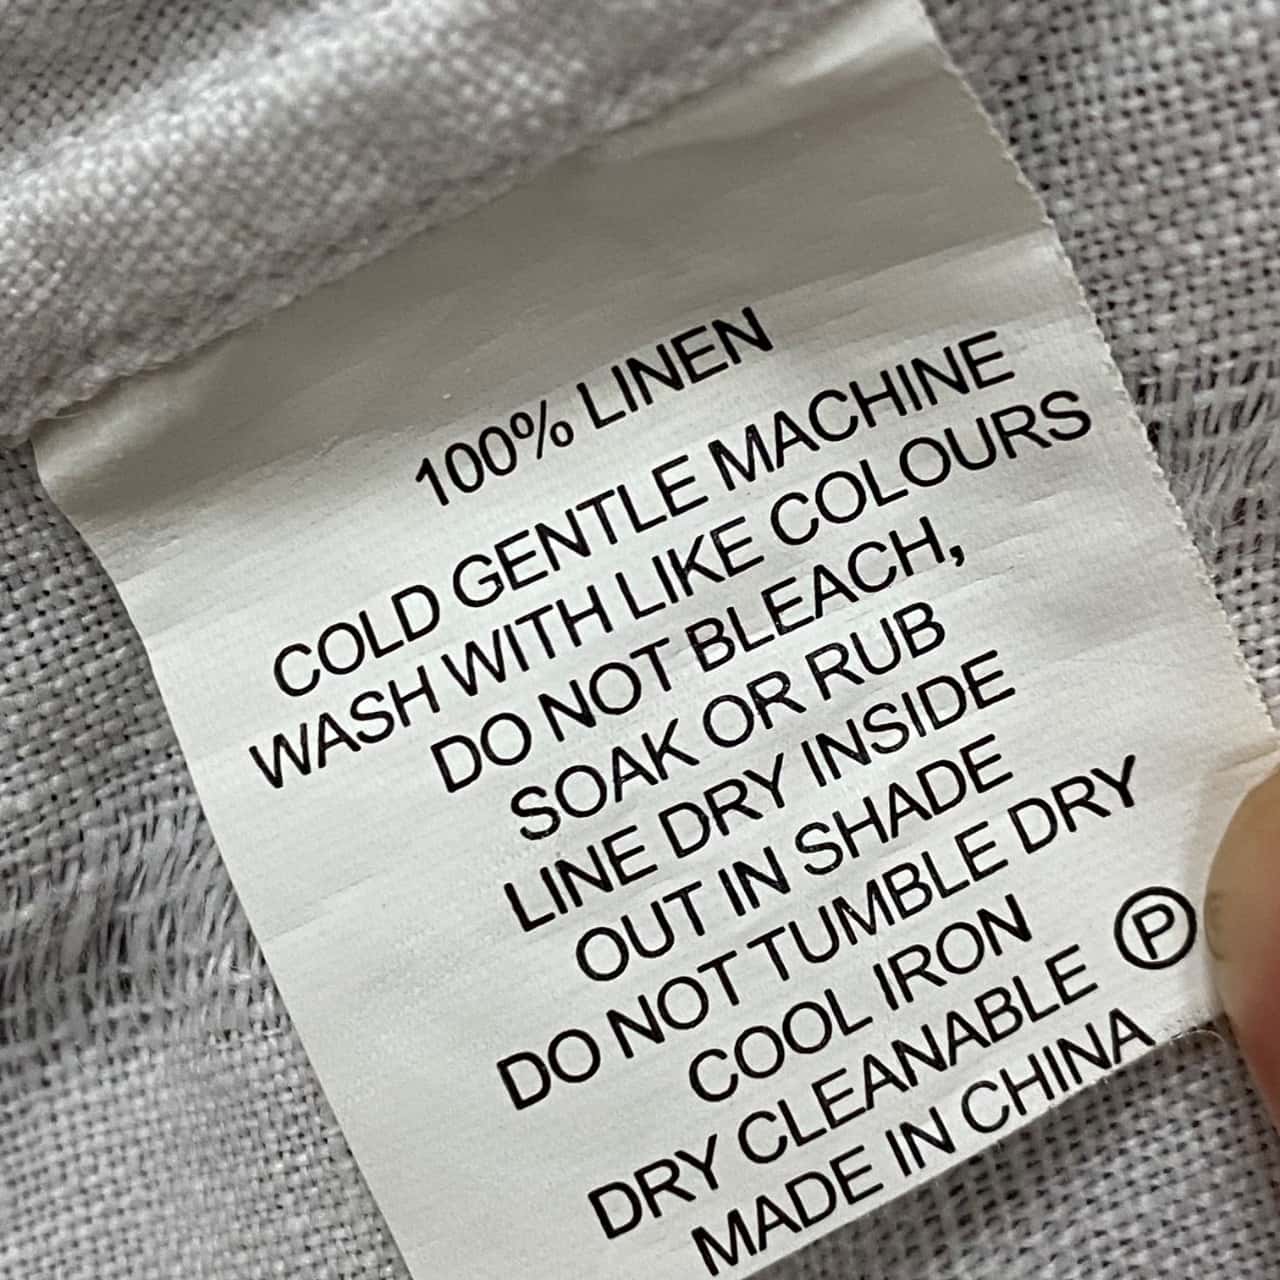 100% LINEN
COLD GENTLE MACHINE
WASH WITH LIKE COLOURS
DO NOT BLEACH,
SOAK OR RUB
LINE DRY INSIDE
OUT IN SHADE
DO NOT TUMBLE DRY
COOL IRON
DRY CLEANABLE Ⓟ
MADE IN CHINA